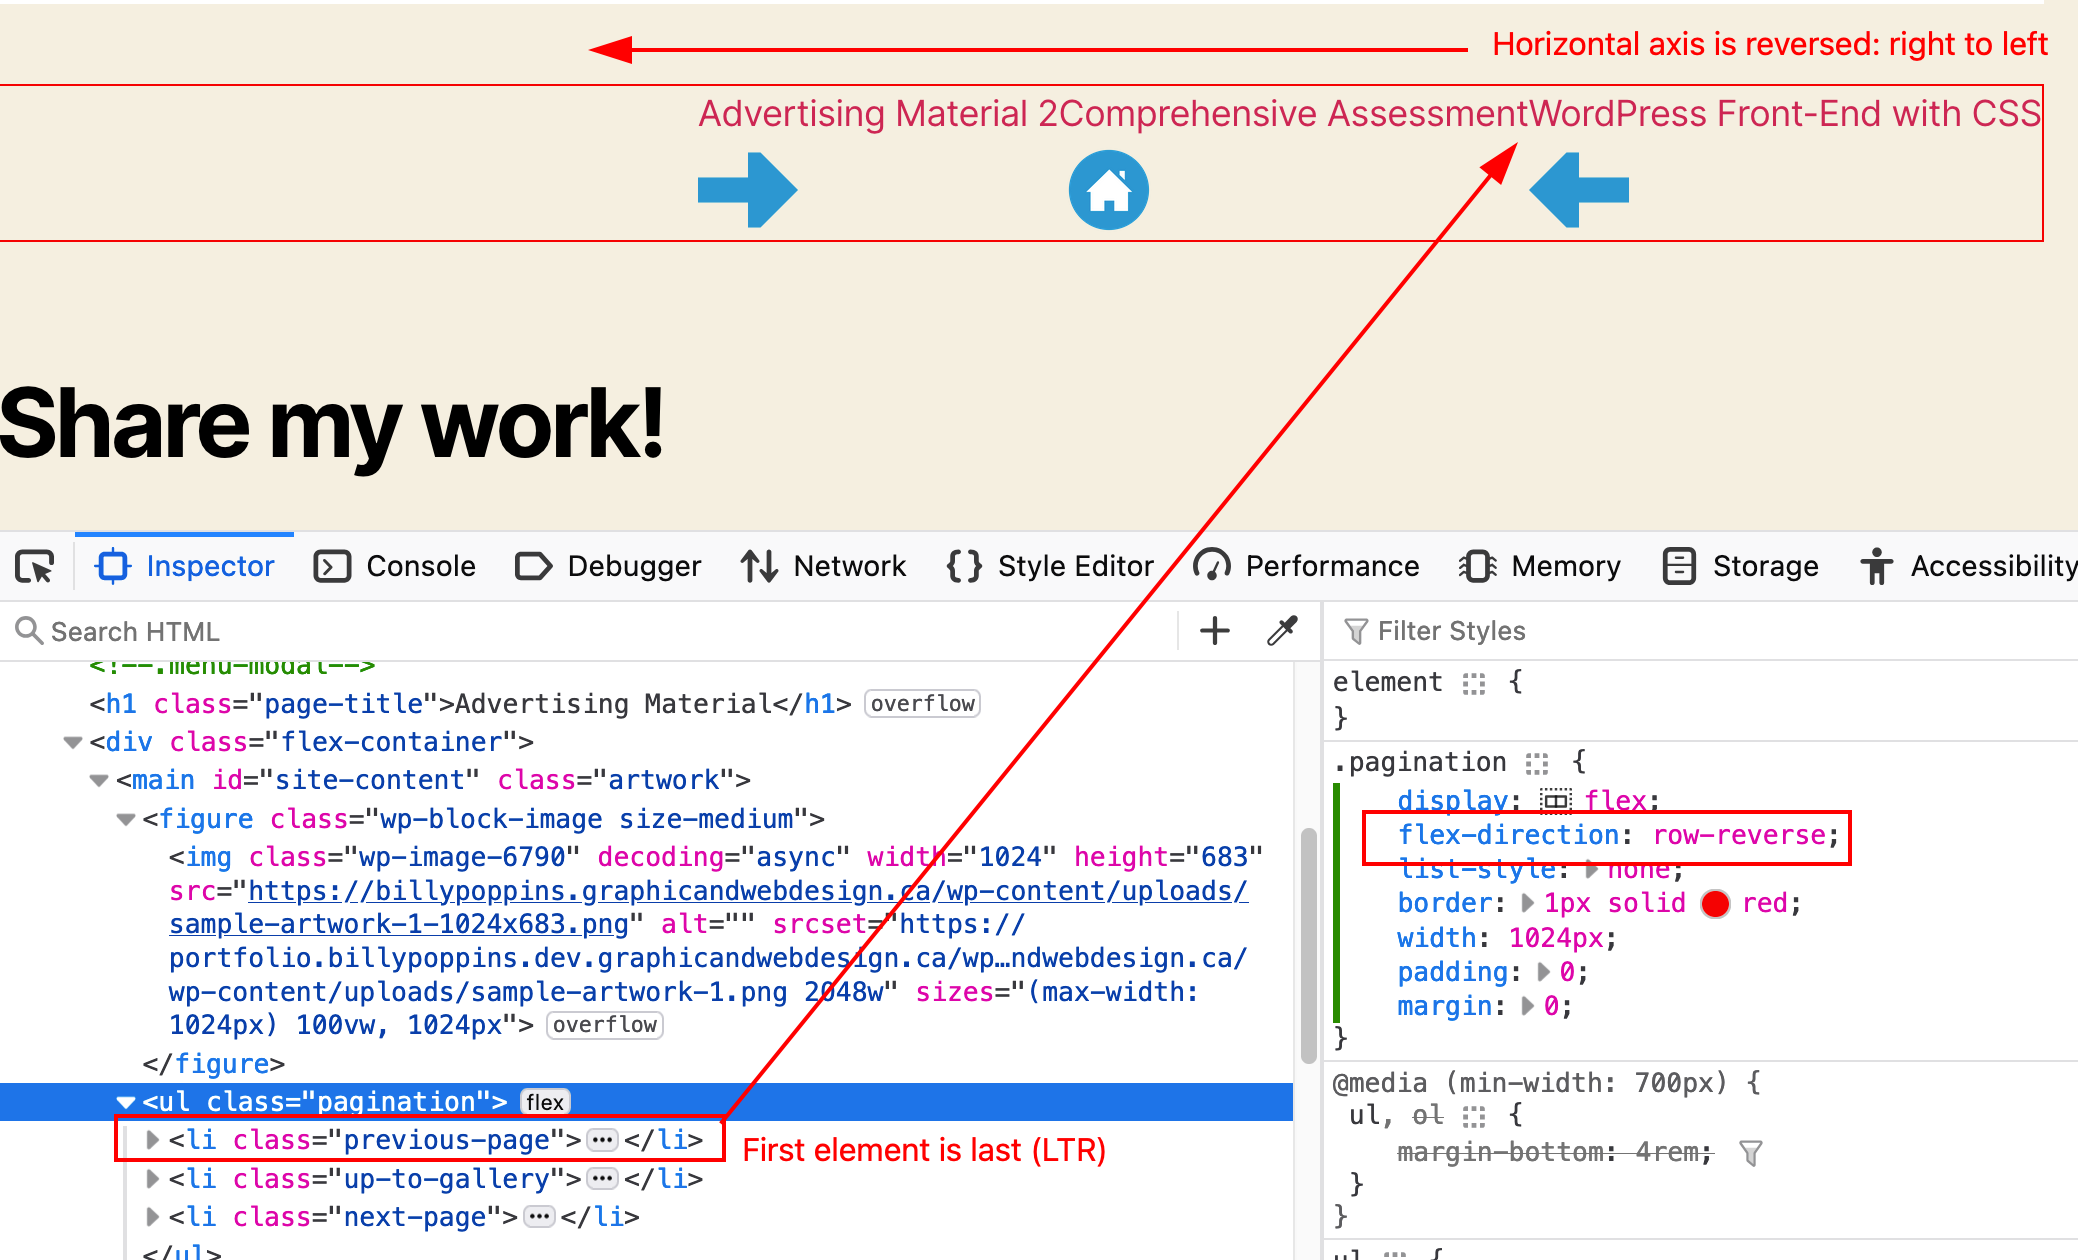 Horizontal axis is reversed: right to left
Advertising Material 2Comprehensive AssessmentWordPress Front-End with CSS
Share my work!
Inspector Console Debugger Network Style Editor Performance Memory Storage Accessibility
Search HTML
Filter Styles
<!--.menu-modal-->
<h1 class="page-title">Advertising Material</h1> overflow
<div class="flex-container">
<main id="site-content" class="artwork">
<figure class="wp-block-image size-medium">
<img class="wp-image-6790" decoding="async" width="1024" height="683"
src="https://billypoppins.graphicandwebdesign.ca/wp-content/uploads/
sample-artwork-1-1024x683.png" alt="" srcset="https://
portfolio.billypoppins.dev.graphicandwebdesign.ca/wp…ndwebdesign.ca/
wp-content/uploads/sample-artwork-1.png 2048w" sizes="(max-width:
1024px) 100vw, 1024px"> overflow
</figure>
<ul class="pagination"> flex
<li class="previous-page">•••</li>
First element is last (LTR)
<li class="up-to-gallery">•••</li>
<li class="next-page">•••</li>
</ul>
element {
}
.pagination {
display: flex;
flex-direction: row-reverse;
list-style: none;
border: 1px solid red;
width: 1024px;
padding: 0;
margin: 0;
}
@media (min-width: 700px) {
ul, ol {
margin-bottom: 4rem;
}
}
ul {